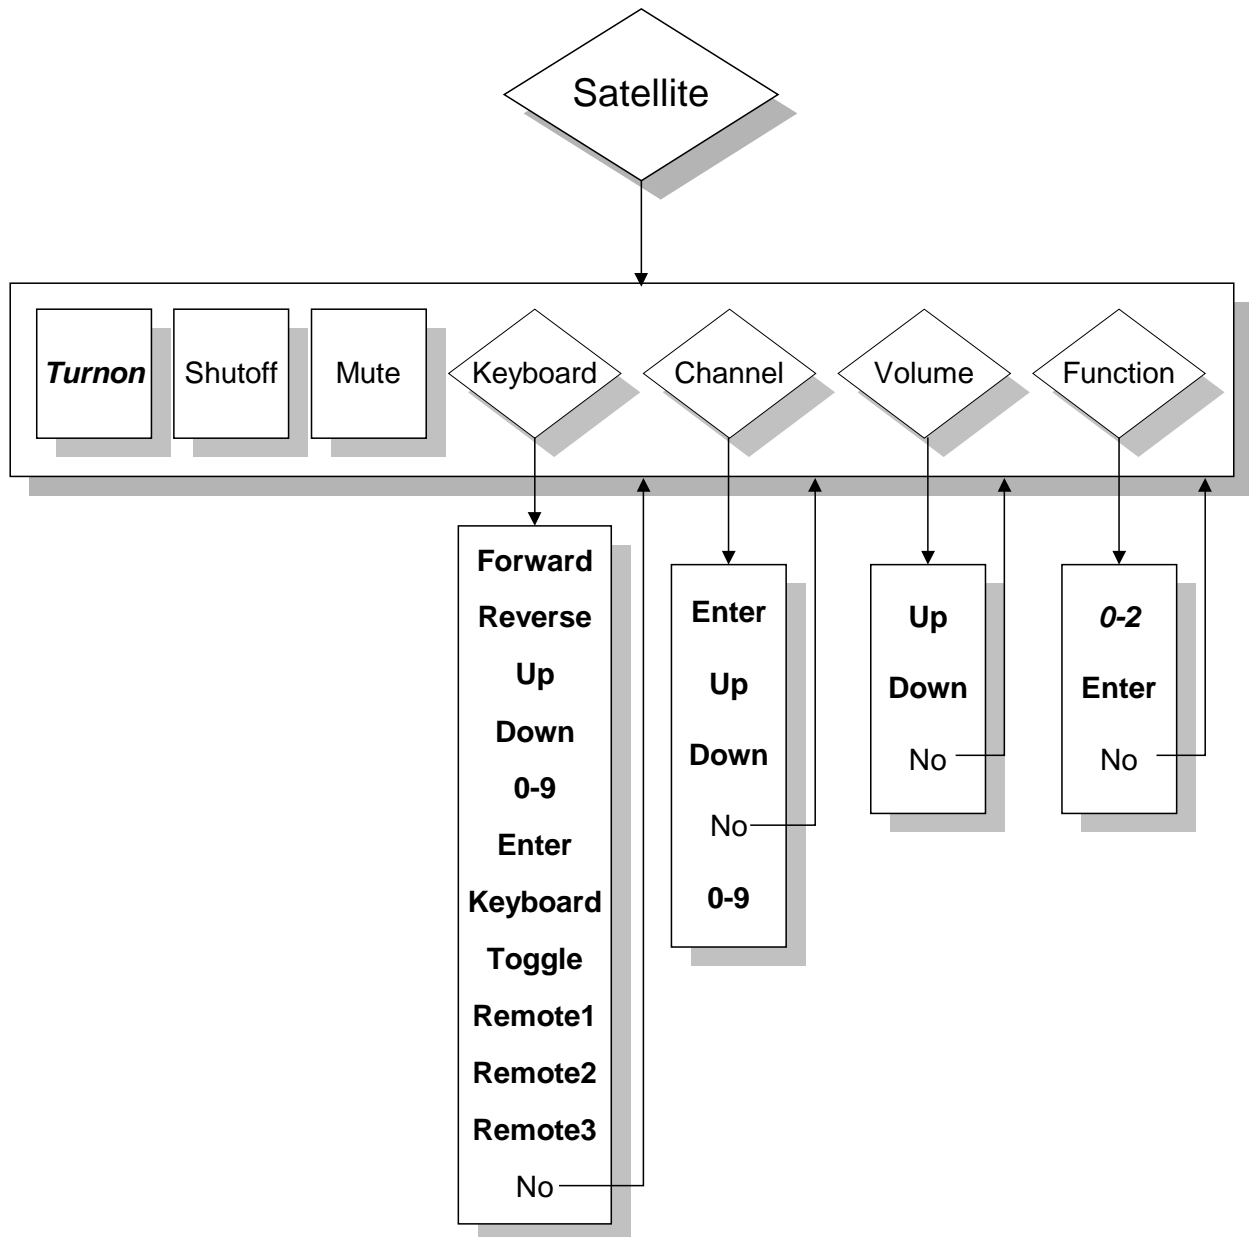 Satellite
Turnon
Shutoff
Mute
Keyboard
Channel
Volume
Function
Forward
Reverse
Up
Down
0-9
Enter
Keyboard
Toggle
Remote1
Remote2
Remote3
No
Enter
Up
Down
No
0-9
Up
Down
No
0-2
Enter
No